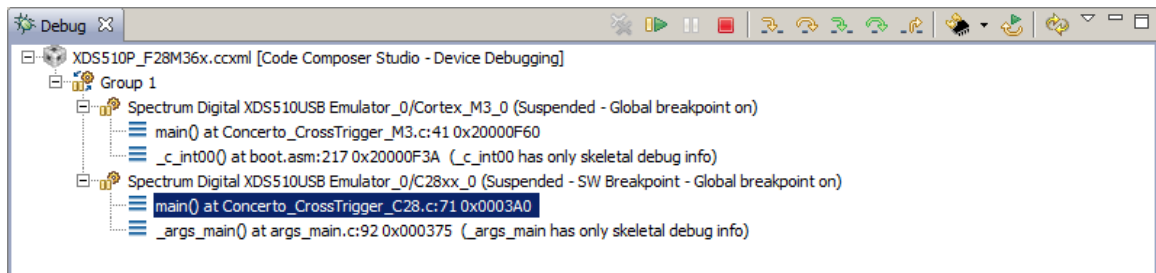 Debug
XDS510P_F28M36x.ccxml [Code Composer Studio - Device Debugging]
Group 1
Spectrum Digital XDS510USB Emulator_0/Cortex_M3_0 (Suspended - Global breakpoint on)
main() at Concerto_CrossTrigger_M3.c:41 0x20000F60
_c_int00() at boot.asm:217 0x20000F3A  (_c_int00 has only skeletal debug info)
Spectrum Digital XDS510USB Emulator_0/C28xx_0 (Suspended - SW Breakpoint - Global breakpoint on)
main() at Concerto_CrossTrigger_C28.c:71 0x0003A0
_args_main() at args_main.c:92 0x000375  (_args_main has only skeletal debug info)